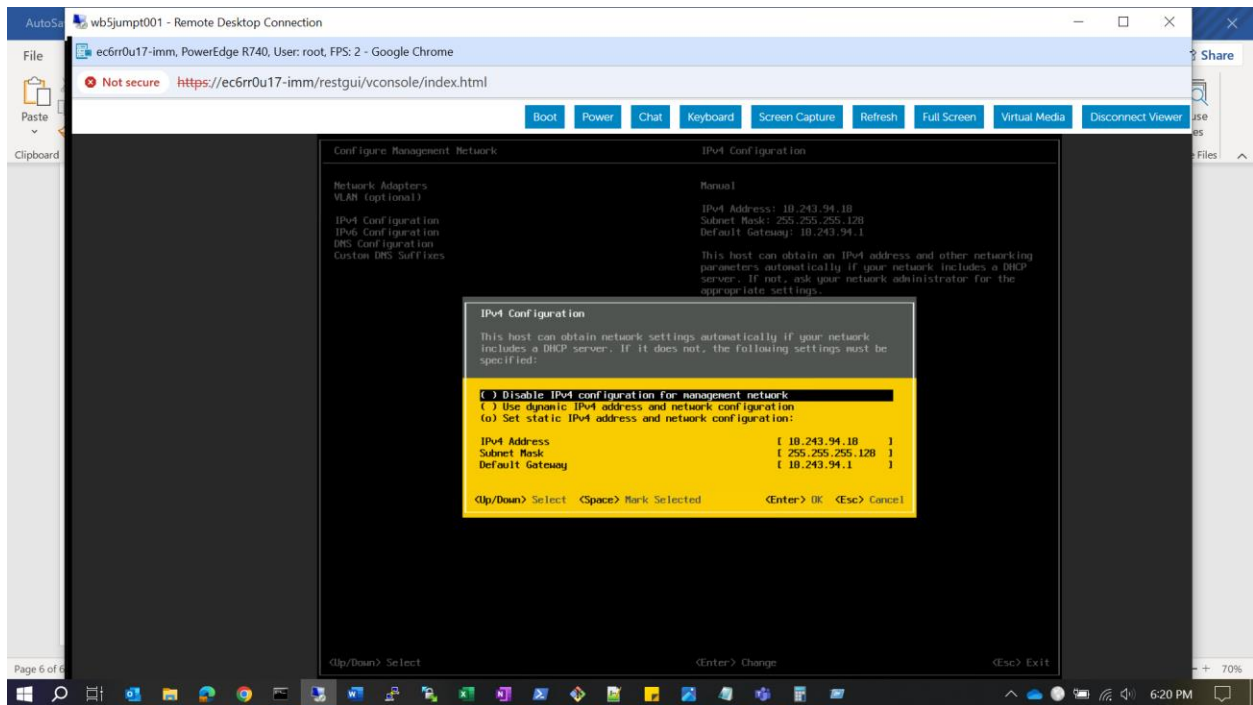 AutoSa
wb5jumpt001 - Remote Desktop Connection
File
ec6rr0u17-imm, PowerEdge R740, User: root, FPS: 2 - Google Chrome
Share
Not secure https://ec6rr0u17-imm/restgui/vconsole/index.html
Paste
Boot Power Chat Keyboard Screen Capture Refresh Full Screen Virtual Media Disconnect Viewer
use
es
Clipboard
Files
Configure Management Network
IPv4 Configuration
Network Adapters
VLAN (optional)
IPv4 Configuration
IPv6 Configuration
DNS Configuration
Custom DNS Suffixes
Manual
IPv4 Address: 10.243.94.18
Subnet Mask: 255.255.255.128
Default Gateway: 10.243.94.1
This host can obtain an IPv4 address and other networking
parameters automatically if your network includes a DHCP
server. If not, ask your network administrator for the
appropriate settings.
IPv4 Configuration
This host can obtain network settings automatically if your network
includes a DHCP server. If it does not, the following settings must be
specified:
( ) Disable IPv4 configuration for management network
( ) Use dynamic IPv4 address and network configuration
(o) Set static IPv4 address and network configuration:
IPv4 Address [ 10.243.94.18 ]
Subnet Mask [ 255.255.255.128 ]
Default Gateway [ 10.243.94.1 ]
<Up/Down> Select <Space> Mark Selected <Enter> OK <Esc> Cancel
<Up/Down> Select <Enter> Change <Esc> Exit
Page 6 of 6
70%
6:20 PM